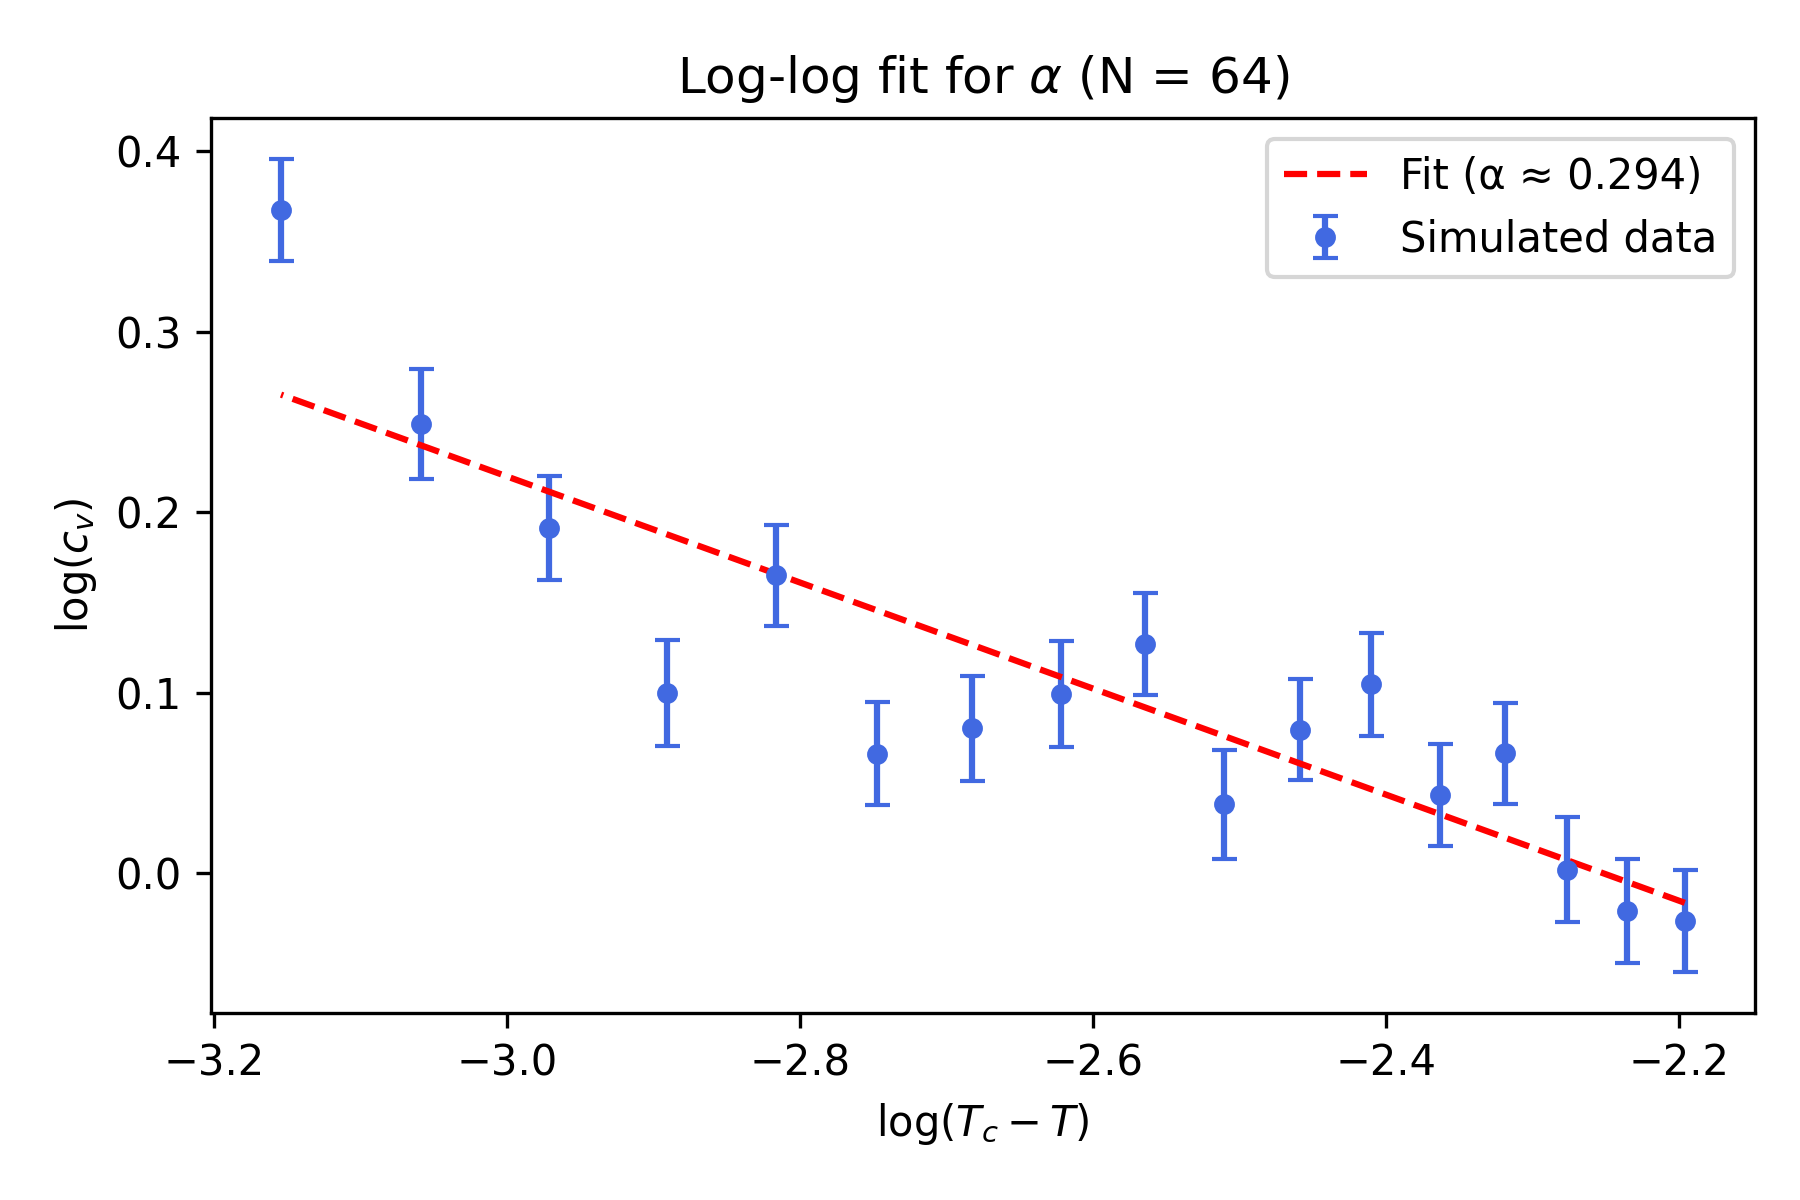 Log-log fit for α (N = 64)
Fit (α ≈ 0.294)
Simulated data
0.4
0.3
0.2
0.1
0.0
log(c_v)
−3.2 −3.0 −2.8 −2.6 −2.4 −2.2
log(T_c − T)